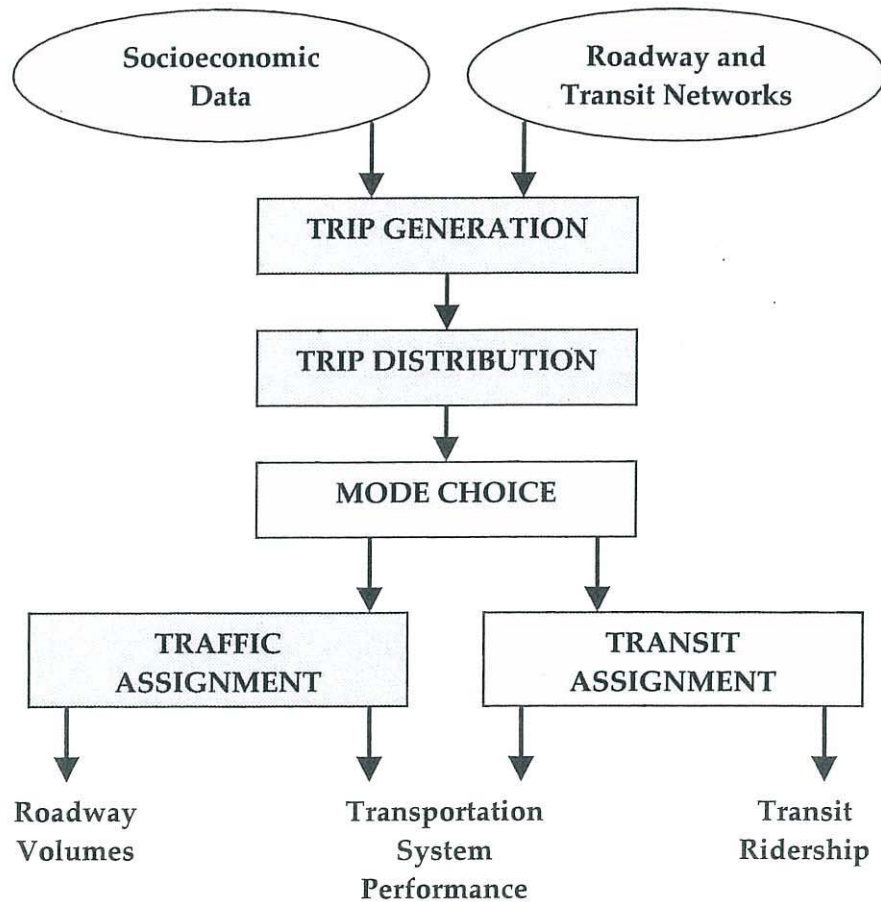 Socioeconomic
Data
Roadway and
Transit Networks
TRIP GENERATION
TRIP DISTRIBUTION
MODE CHOICE
TRAFFIC
ASSIGNMENT
TRANSIT
ASSIGNMENT
Roadway
Volumes
Transportation
System
Performance
Transit
Ridership